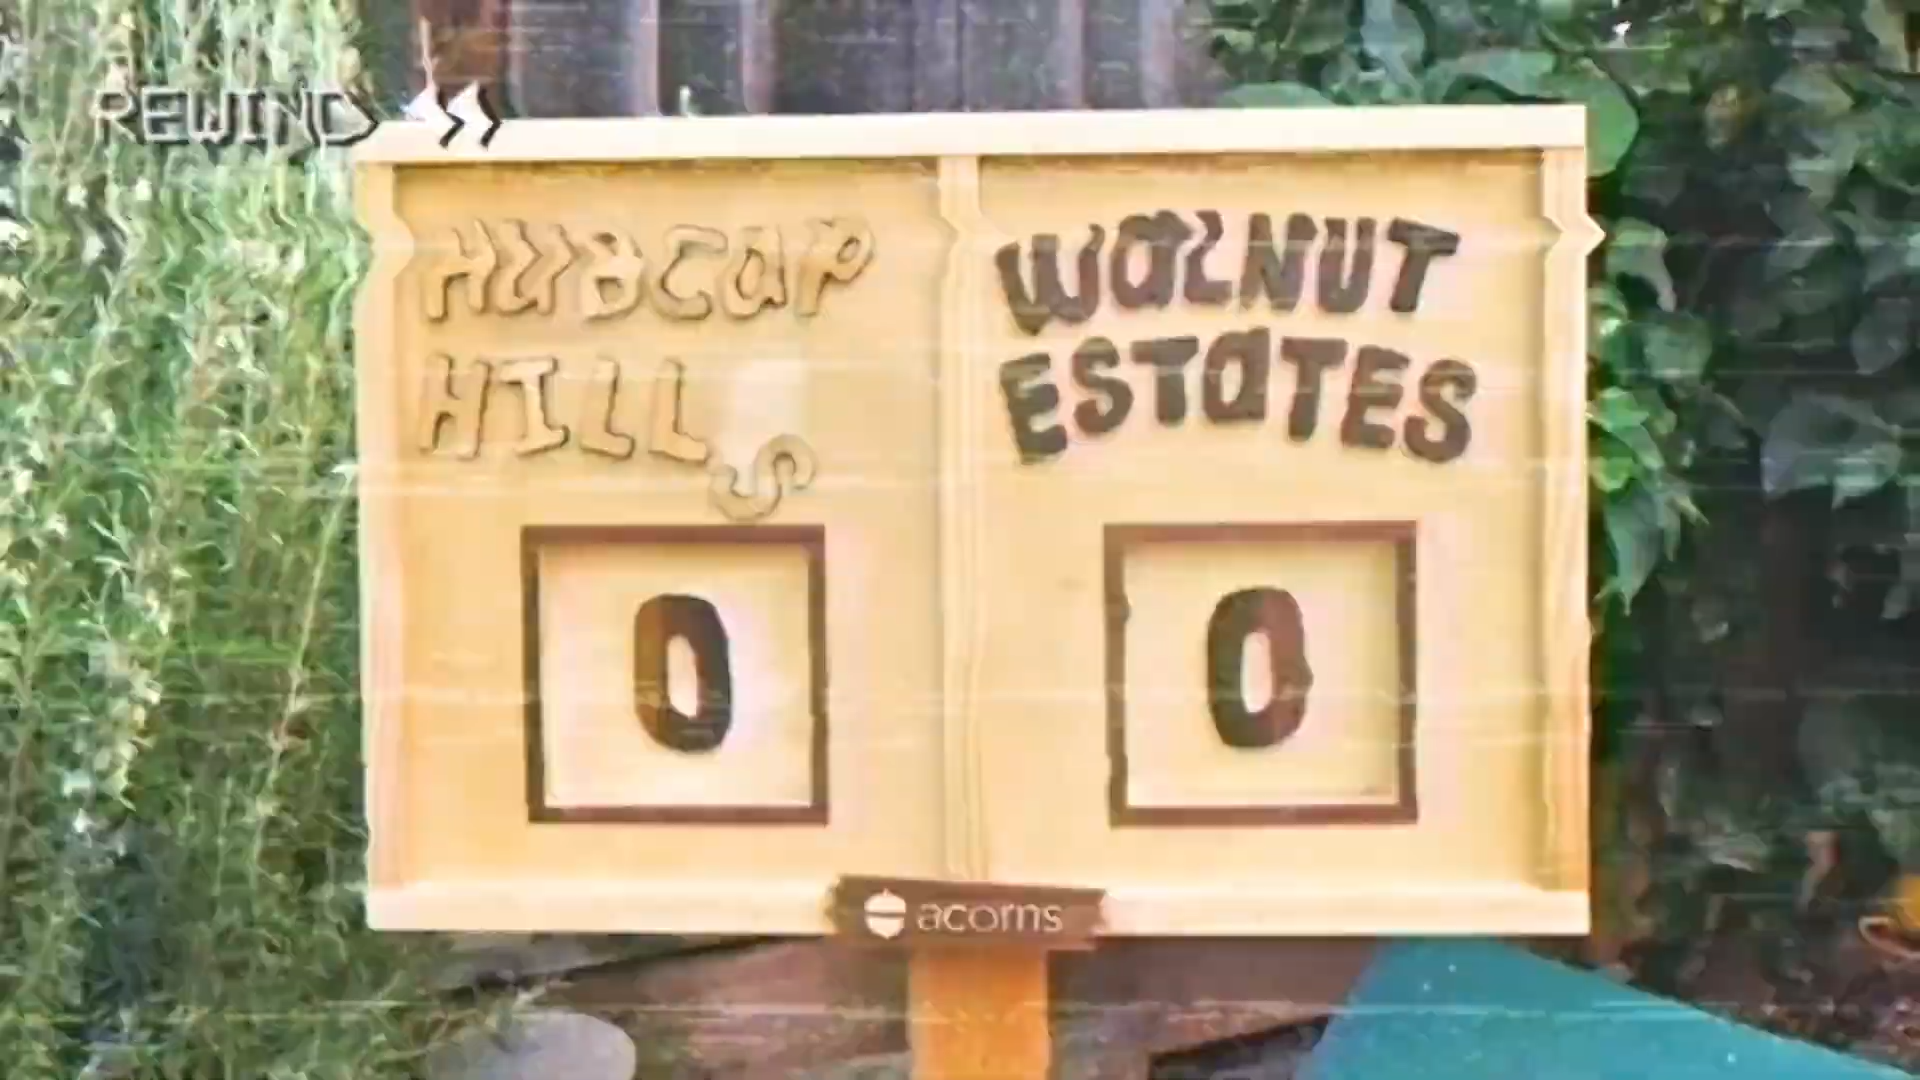 REWIND
HUBCAP
HILLS
WALNUT
ESTATES
0
0
acorns